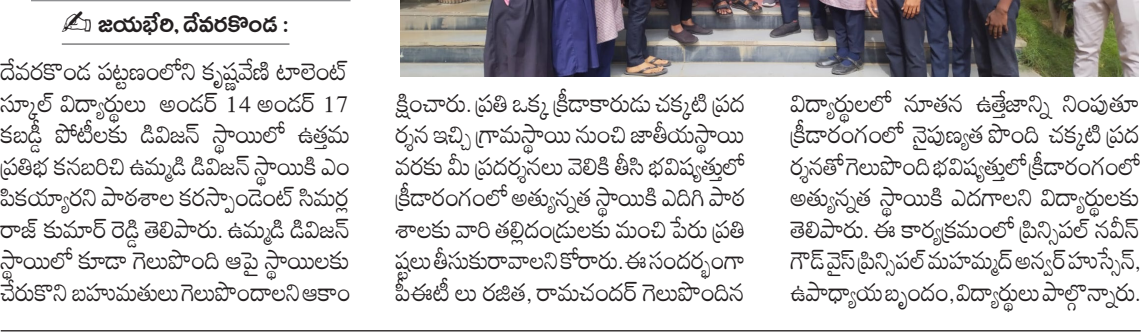 జయభేరి, దేవరకొండ :
దేవరకొండ పట్టణంలోని కృష్ణవేణి టాలెంట్
స్కూల్ విద్యార్థులు అండర్ 14 అండర్ 17
కబడ్డీ పోటీలకు డివిజన్ స్థాయిలో ఉత్తమ
ప్రతిభ కనబరిచి ఉమ్మడి డివిజన్ స్థాయికి ఎం
పికయ్యారని పాఠశాల కరస్పాండెంట్ సిమర్ల
రాజ్ కుమార్ రెడ్డి తెలిపారు. ఉమ్మడి డివిజన్
స్థాయిలో కూడా గెలుపొంది ఆపై స్థాయిలకు
చేరుకొని బహుమతులు గెలుపొందాలని ఆకాం
క్షించారు. ప్రతి ఒక్క క్రీడాకారుడు చక్కటి ప్రద
ర్శన ఇచ్చి గ్రామస్థాయి నుంచి జాతీయస్థాయి
వరకు మీ ప్రదర్శనలు వెలికి తీసి భవిష్యత్తులో
క్రీడారంగంలో అత్యున్నత స్థాయికి ఎదిగి పాఠ
శాలకు వారి తల్లిదండ్రులకు మంచి పేరు ప్రతి
ష్టలు తీసుకురావాలని కోరారు. ఈ సందర్భంగా
పీఈటీ లు రజిత, రామచందర్ గెలుపొందిన
విద్యార్థులలో నూతన ఉత్తేజాన్ని నింపుతూ
క్రీడారంగంలో నైపుణ్యత పొంది చక్కటి ప్రద
ర్శనతో గెలుపొంది భవిష్యత్తులో క్రీడారంగంలో
అత్యున్నత స్థాయికి ఎదగాలని విద్యార్థులకు
తెలిపారు. ఈ కార్యక్రమంలో ప్రిన్సిపల్ నవీన్
గౌడ్ వైస్ ప్రిన్సిపల్ మహమ్మద్ అన్వర్ హుస్సేన్,
ఉపాధ్యాయ బృందం, విద్యార్థులు పాల్గొన్నారు.